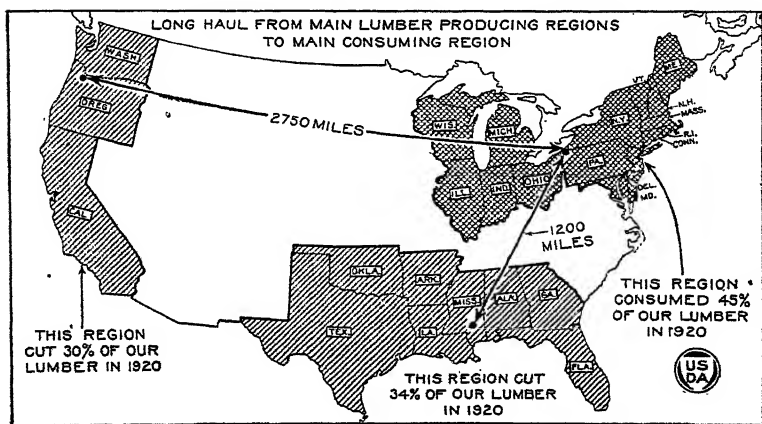 LONG HAUL FROM MAIN LUMBER PRODUCING REGIONS
TO MAIN CONSUMING REGION
WASH.
OREG.
CAL.
2750 MILES
WIS.
MICH.
ILL.
IND.
OHIO
PA.
N.Y.
VT.
ME.
N.H.
MASS.
R.I.
CONN.
DEL.
MD.
1200
MILES
OKLA.
ARK.
TEX.
LA.
MISS.
ALA.
GA.
FLA.
THIS REGION
CUT 30% OF OUR
LUMBER IN 1920
THIS REGION CUT
34% OF OUR LUMBER
IN 1920
THIS REGION
CONSUMED 45%
OF OUR LUMBER
IN 1920
US
DA